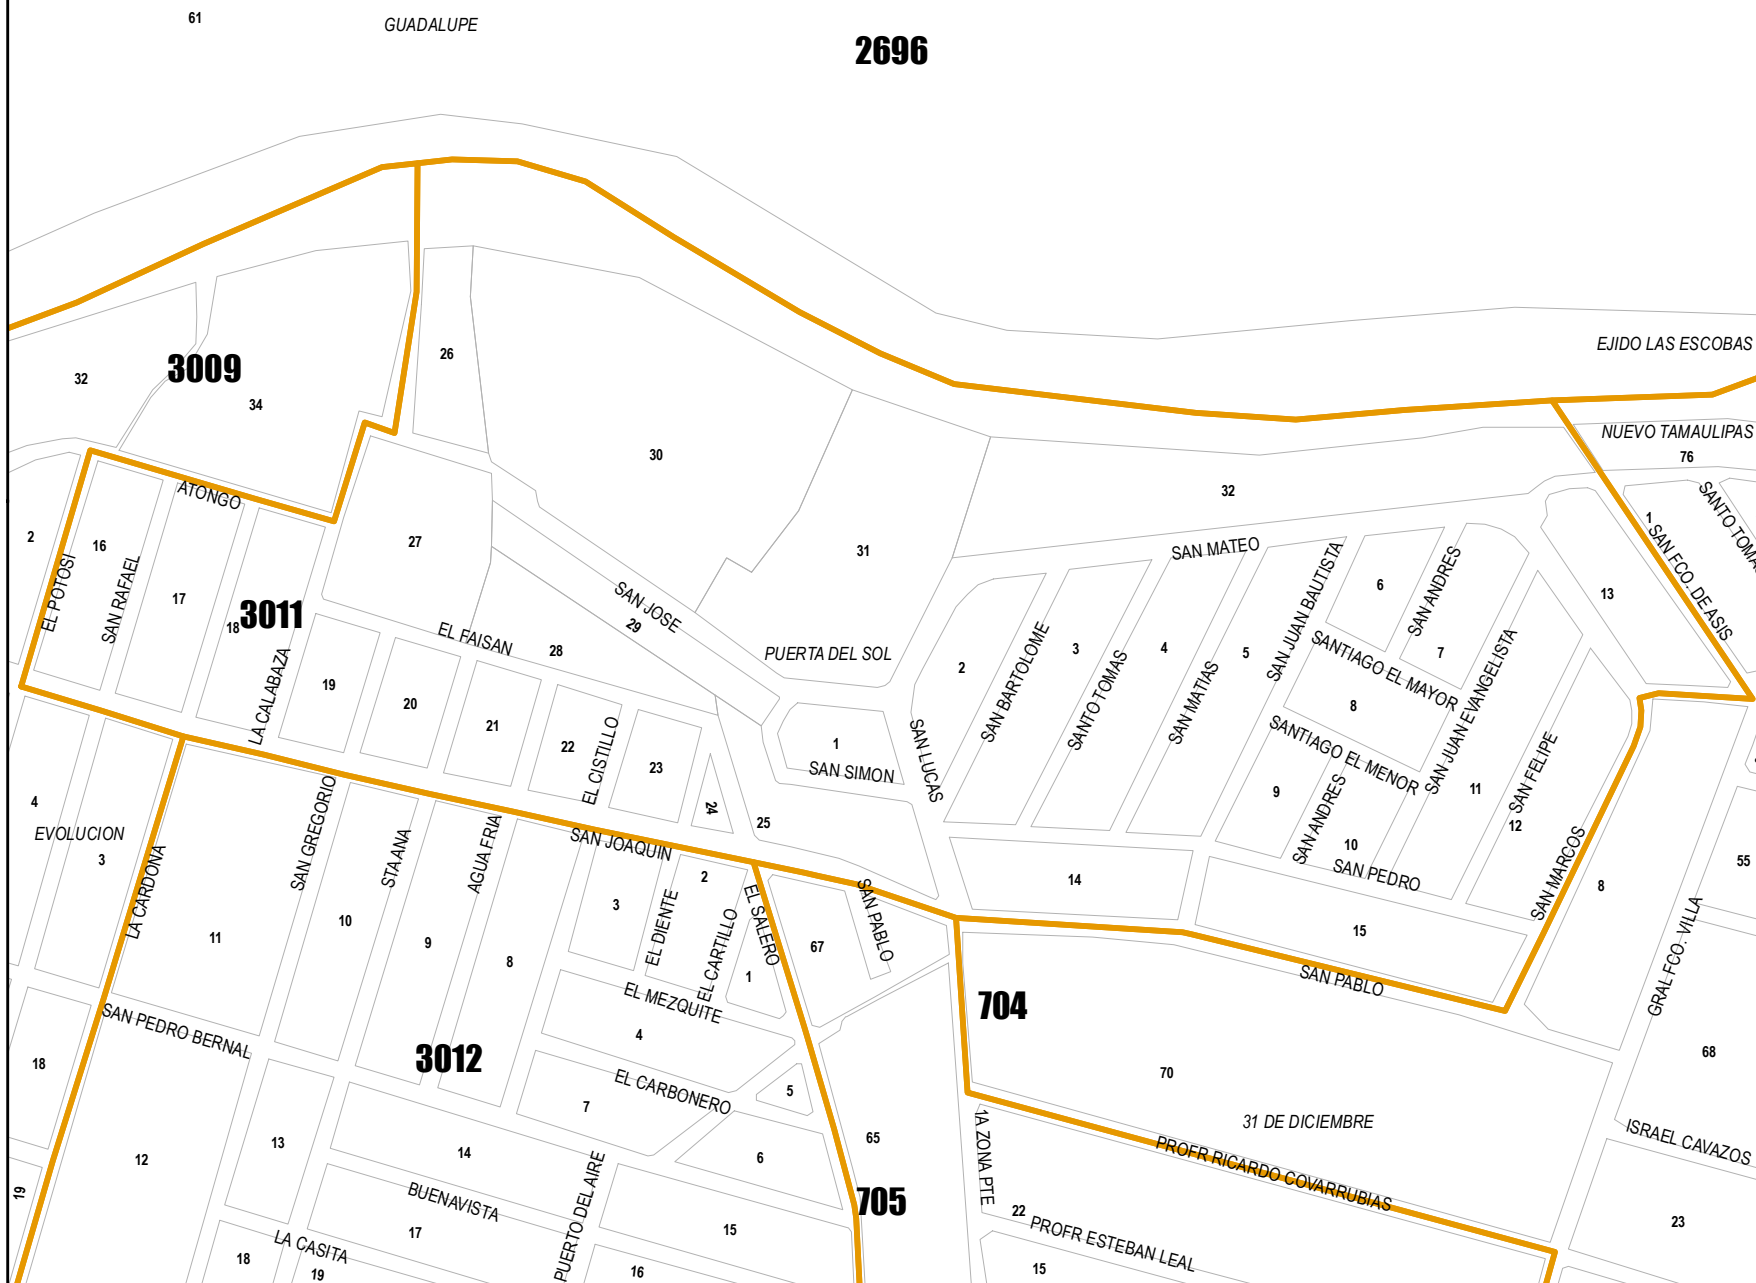 61
GUADALUPE
2696
EJIDO LAS ESCOBAS
26
3009
32
34
NUEVO TAMAULIPAS
76
30
32
ATONGO
SANTO TOMA
1
2
16
27
31
SAN MATEO
SAN FCO. DE ASIS
EL POTOSI
SAN RAFAEL
17
18
3011
SAN JOSE
29
SAN JUAN BAUTISTA
6
SAN ANDRES
13
EL FAISAN
28
PUERTA DEL SOL
2
SAN BARTOLOME
3
SANTO TOMAS
4
SAN MATIAS
5
SANTIAGO EL MAYOR
7
SAN JUAN EVANGELISTA
LA CALABAZA
19
20
21
22
EL CISTILLO
23
24
25
1
SAN SIMON
SAN LUCAS
8
SANTIAGO EL MENOR
9
SAN ANDRES
10
11
SAN FELIPE
12
4
EVOLUCION
3
LA CARDONA
SAN GREGORIO
STA ANA
AGUA FRIA
SAN JOAQUIN
14
SAN PEDRO
SAN MARCOS
8
55
11
10
9
8
3
EL DIENTE
2
EL CARTILLO
1
EL SALERO
67
SAN PABLO
15
SAN PABLO
GRAL FCO. VILLA
SAN PEDRO BERNAL
EL MEZQUITE
4
704
18
3012
EL CARBONERO
5
70
68
7
31 DE DICIEMBRE
12
13
14
6
65
1A ZONA PTE
PROFR RICARDO COVARRUBIAS
ISRAEL CAVAZOS
19
BUENAVISTA
17
PUERTO DEL AIRE
15
705
22
PROFR ESTEBAN LEAL
23
LA CASITA
18
19
16
15